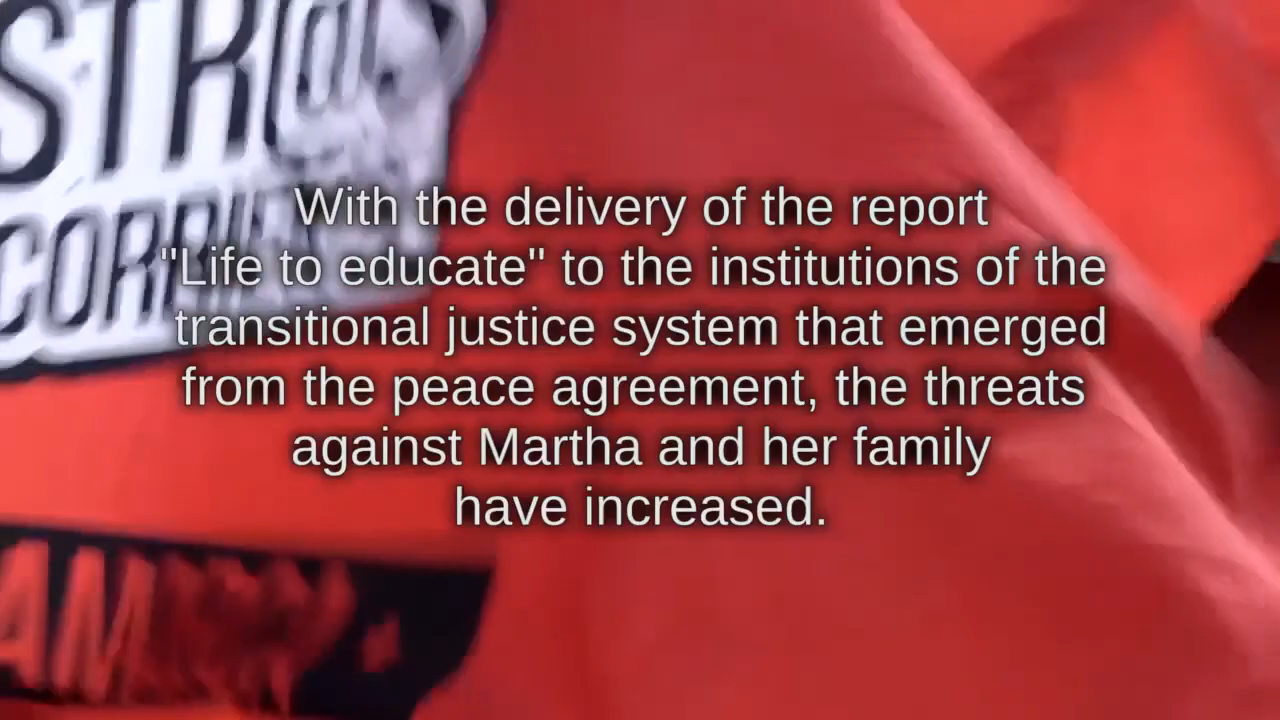 With the delivery of the report
"Life to educate" to the institutions of the
transitional justice system that emerged
from the peace agreement, the threats
against Martha and her family
have increased.